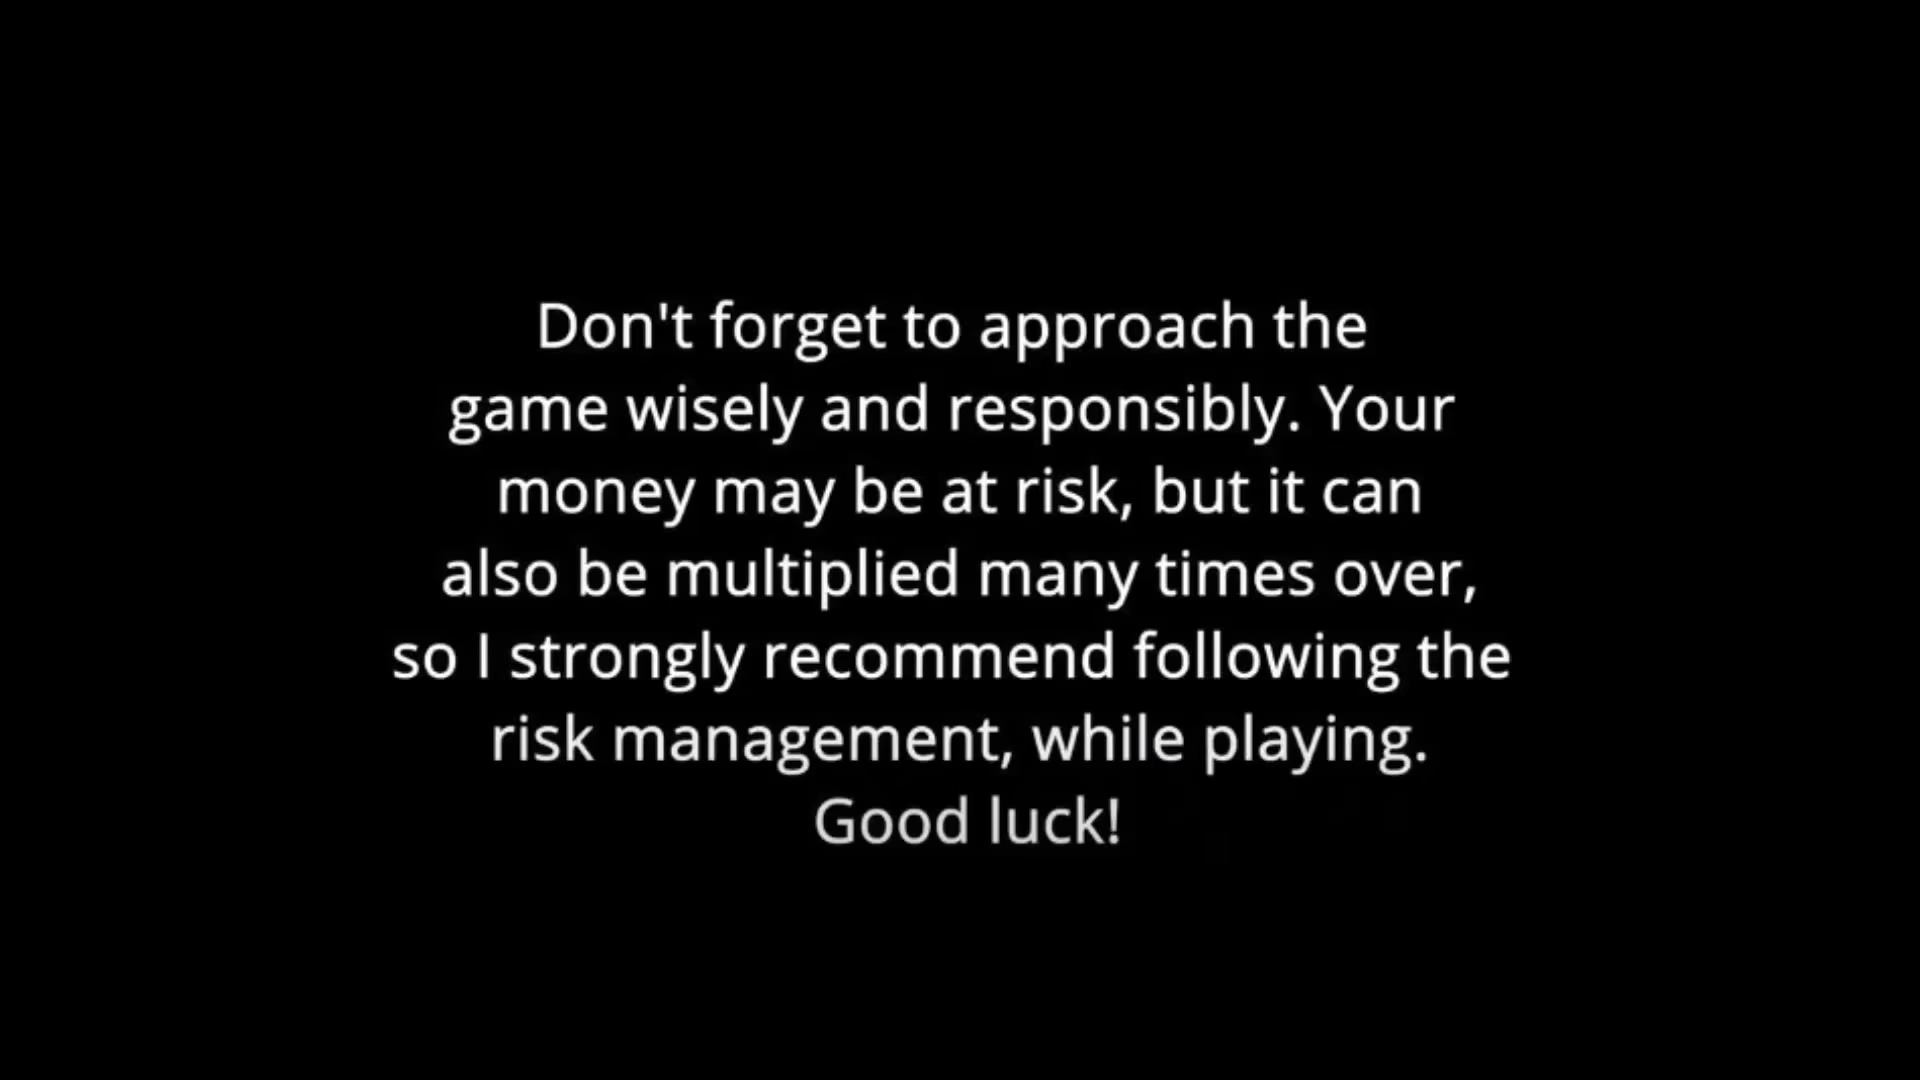 Don't forget to approach the
game wisely and responsibly. Your
money may be at risk, but it can
also be multiplied many times over,
so I strongly recommend following the
risk management, while playing.
Good luck!